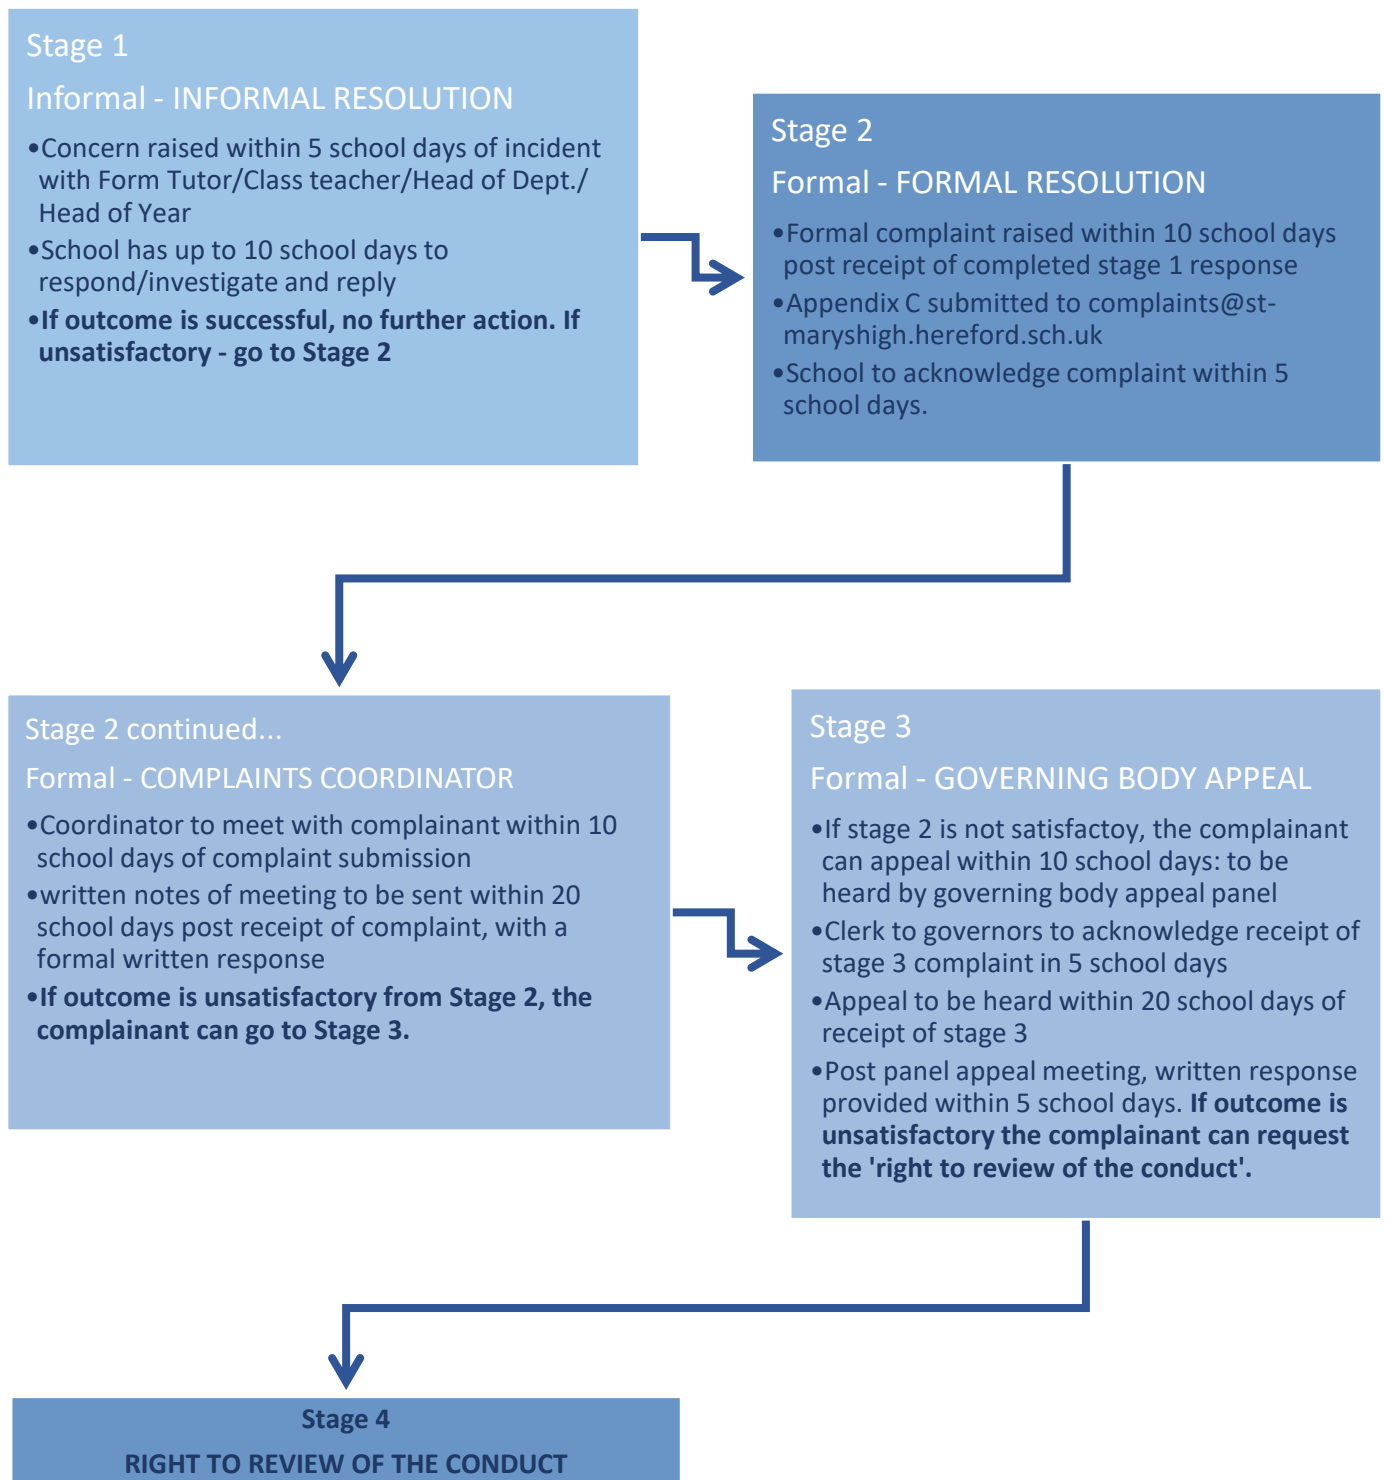 Stage 1
Informal - INFORMAL RESOLUTION
•Concern raised within 5 school days of incident
with Form Tutor/Class teacher/Head of Dept./
Head of Year
•School has up to 10 school days to
respond/investigate and reply
•If outcome is successful, no further action. If
unsatisfactory - go to Stage 2
Stage 2
Formal - FORMAL RESOLUTION
•Formal complaint raised within 10 school days
post receipt of completed stage 1 response
•Appendix C submitted to complaints@st-
maryshigh.hereford.sch.uk
•School to acknowledge complaint within 5
school days.
Stage 2 continued...
Formal - COMPLAINTS COORDINATOR
•Coordinator to meet with complainant within 10
school days of complaint submission
•written notes of meeting to be sent within 20
school days post receipt of complaint, with a
formal written response
•If outcome is unsatisfactory from Stage 2, the
complainant can go to Stage 3.
Stage 3
Formal - GOVERNING BODY APPEAL
•If stage 2 is not satisfactoy, the complainant
can appeal within 10 school days: to be
heard by governing body appeal panel
•Clerk to governors to acknowledge receipt of
stage 3 complaint in 5 school days
•Appeal to be heard within 20 school days of
receipt of stage 3
•Post panel appeal meeting, written response
provided within 5 school days. If outcome is
unsatisfactory the complainant can request
the 'right to review of the conduct'.
Stage 4
RIGHT TO REVIEW OF THE CONDUCT